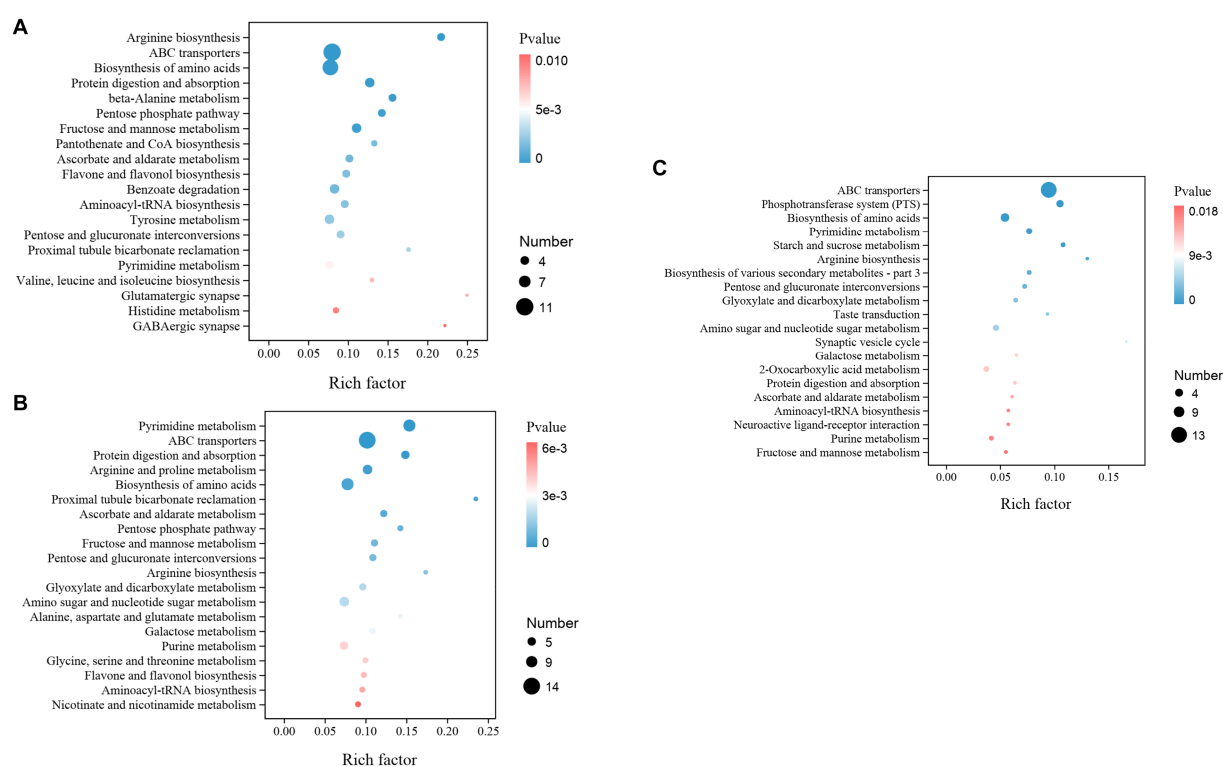 A
Arginine biosynthesis
ABC transporters
Biosynthesis of amino acids
Protein digestion and absorption
beta-Alanine metabolism
Pentose phosphate pathway
Fructose and mannose metabolism
Pantothenate and CoA biosynthesis
Ascorbate and aldarate metabolism
Flavone and flavonol biosynthesis
Benzoate degradation
Aminoacyl-tRNA biosynthesis
Tyrosine metabolism
Pentose and glucuronate interconversions
Proximal tubule bicarbonate reclamation
Pyrimidine metabolism
Valine, leucine and isoleucine biosynthesis
Glutamatergic synapse
Histidine metabolism
GABAergic synapse
0.00 0.05 0.10 0.15 0.20 0.25
Rich factor
Pvalue
0.010
5e-3
0
Number
4
7
11
B
Pyrimidine metabolism
ABC transporters
Protein digestion and absorption
Arginine and proline metabolism
Biosynthesis of amino acids
Proximal tubule bicarbonate reclamation
Ascorbate and aldarate metabolism
Pentose phosphate pathway
Fructose and mannose metabolism
Pentose and glucuronate interconversions
Arginine biosynthesis
Glyoxylate and dicarboxylate metabolism
Amino sugar and nucleotide sugar metabolism
Alanine, aspartate and glutamate metabolism
Galactose metabolism
Purine metabolism
Glycine, serine and threonine metabolism
Flavone and flavonol biosynthesis
Aminoacyl-tRNA biosynthesis
Nicotinate and nicotinamide metabolism
0.00 0.05 0.10 0.15 0.20 0.25
Rich factor
Pvalue
6e-3
3e-3
0
Number
5
9
14
C
ABC transporters
Phosphotransferase system (PTS)
Biosynthesis of amino acids
Pyrimidine metabolism
Starch and sucrose metabolism
Arginine biosynthesis
Biosynthesis of various secondary metabolites - part 3
Pentose and glucuronate interconversions
Glyoxylate and dicarboxylate metabolism
Taste transduction
Amino sugar and nucleotide sugar metabolism
Synaptic vesicle cycle
Galactose metabolism
2-Oxocarboxylic acid metabolism
Protein digestion and absorption
Ascorbate and aldarate metabolism
Aminoacyl-tRNA biosynthesis
Neuroactive ligand-receptor interaction
Purine metabolism
Fructose and mannose metabolism
0.00 0.05 0.10 0.15
Rich factor
Pvalue
0.018
9e-3
0
Number
4
9
13